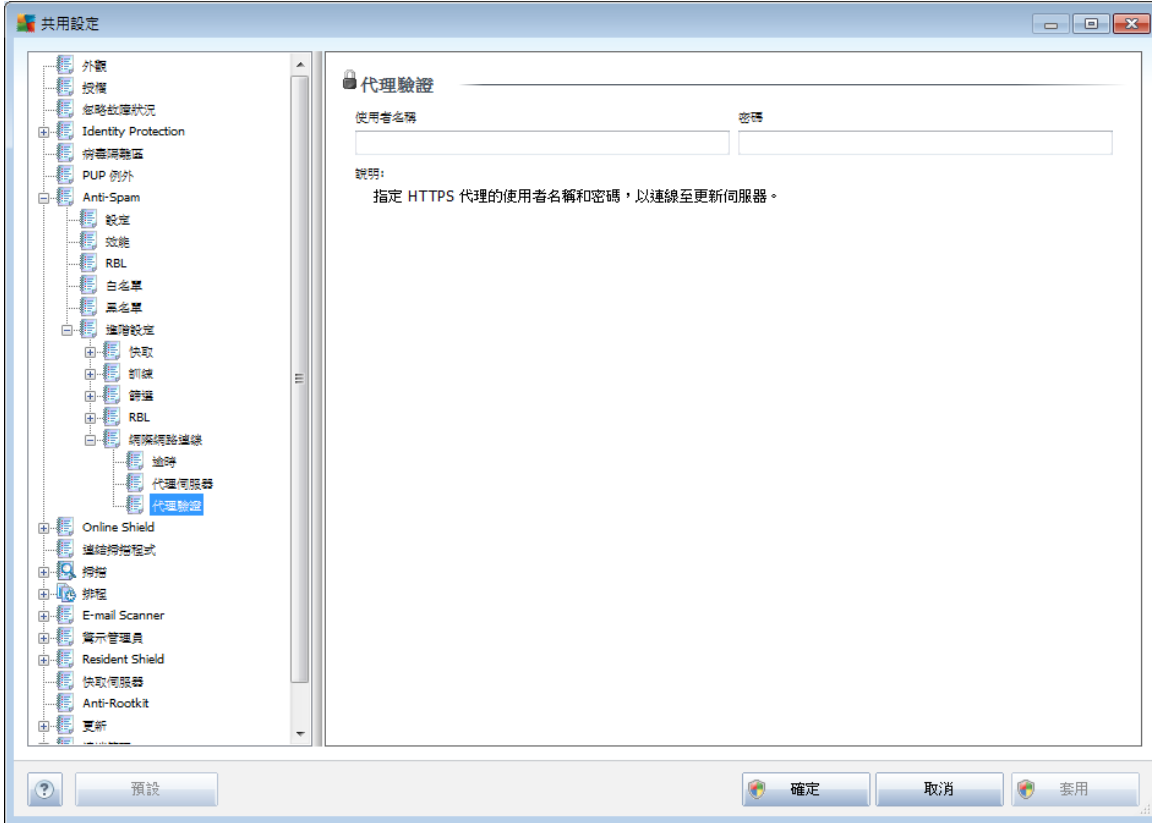 共用設定
外觀
授權
忽略故障狀況
Identity Protection
病毒隔離區
PUP 例外
Anti-Spam
設定
效能
RBL
白名單
黑名單
進階設定
快取
訓練
篩選
RBL
網際網路連線
逾時
代理伺服器
代理驗證
Online Shield
連結掃描程式
掃描
排程
E-mail Scanner
警示管理員
Resident Shield
快取伺服器
Anti-Rootkit
更新
代理驗證
使用者名稱 密碼
說明:
指定 HTTPS 代理的使用者名稱和密碼，以連線至更新伺服器。
預設 確定 取消 套用